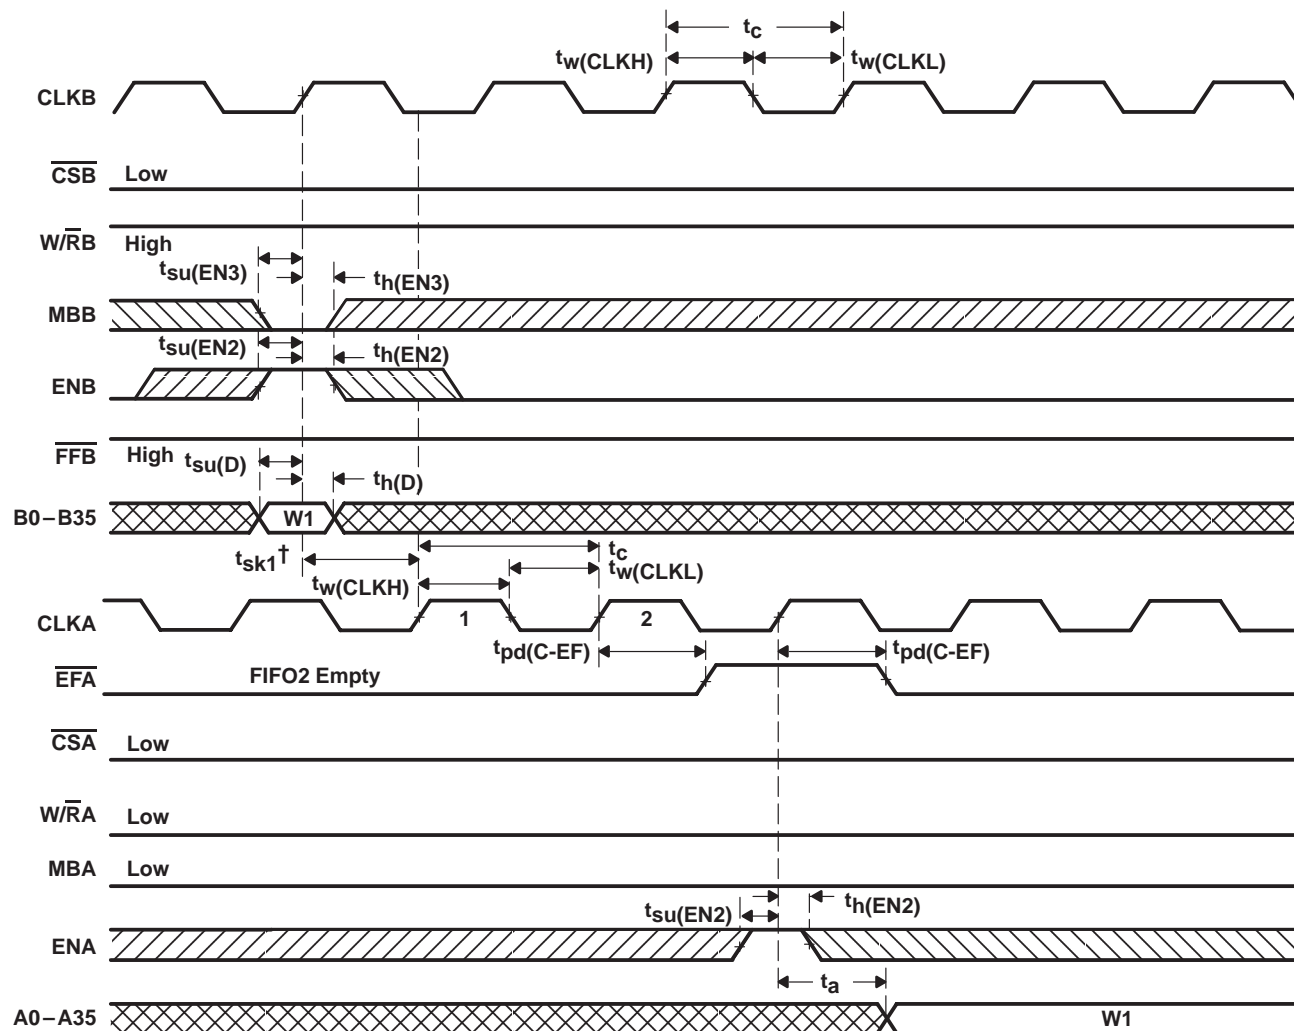 tc
tw(CLKH)
tw(CLKL)
CLKB
CSB Low
W/RB High
tsu(EN3)
th(EN3)
MBB
tsu(EN2)
th(EN2)
ENB
FFB High
tsu(D)
th(D)
B0–B35 W1
tsk1†
tc
tw(CLKH)
tw(CLKL)
CLKA 1 2
tpd(C-EF) tpd(C-EF)
EFA FIFO2 Empty
CSA Low
W/RA Low
MBA Low
tsu(EN2)
th(EN2)
ENA
ta
A0–A35 W1